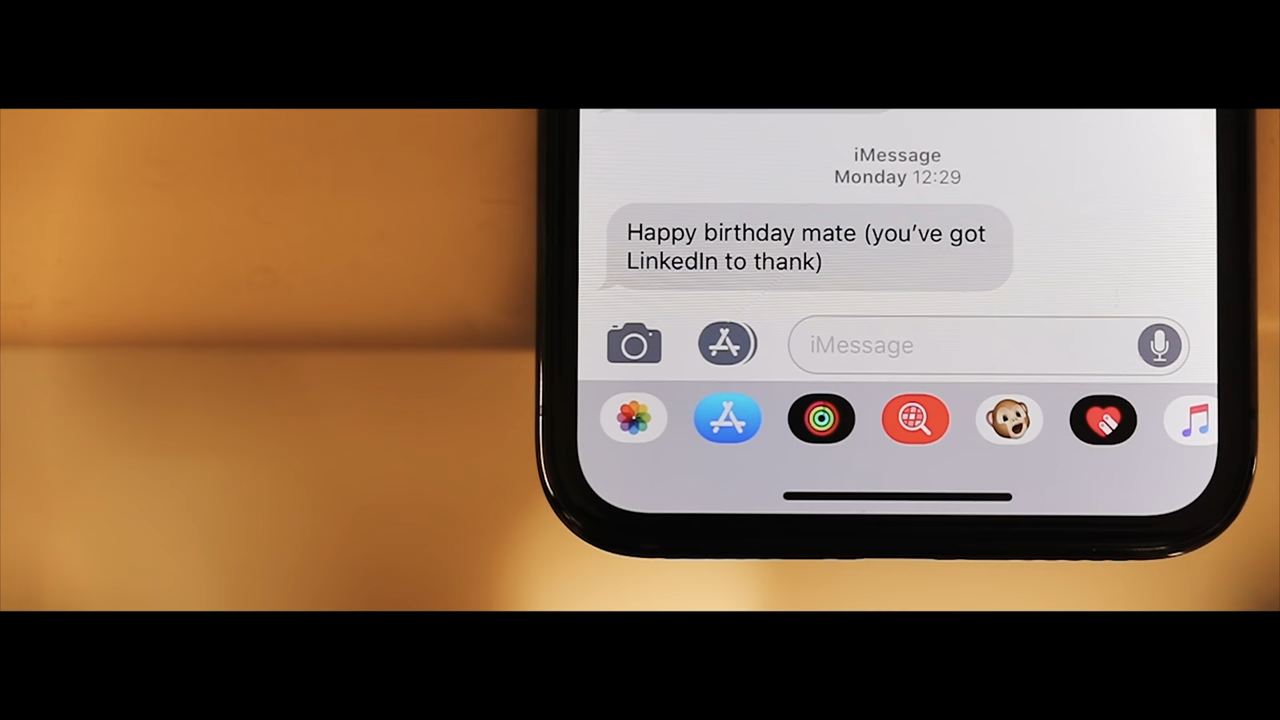 iMessage
Monday 12:29
Happy birthday mate (you’ve got
LinkedIn to thank)
iMessage